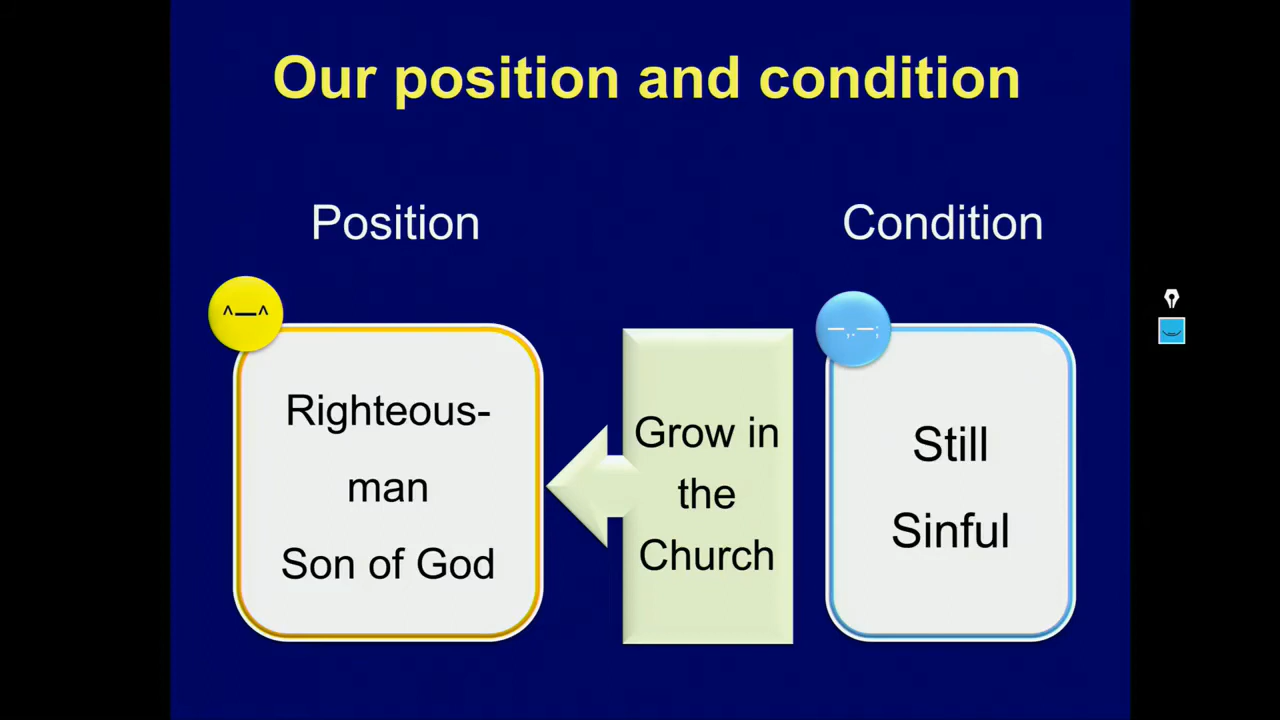 Our position and condition
Position
Condition
^—^
Righteous-
man
Son of God
Grow in
the
Church
—,.—;
Still
Sinful